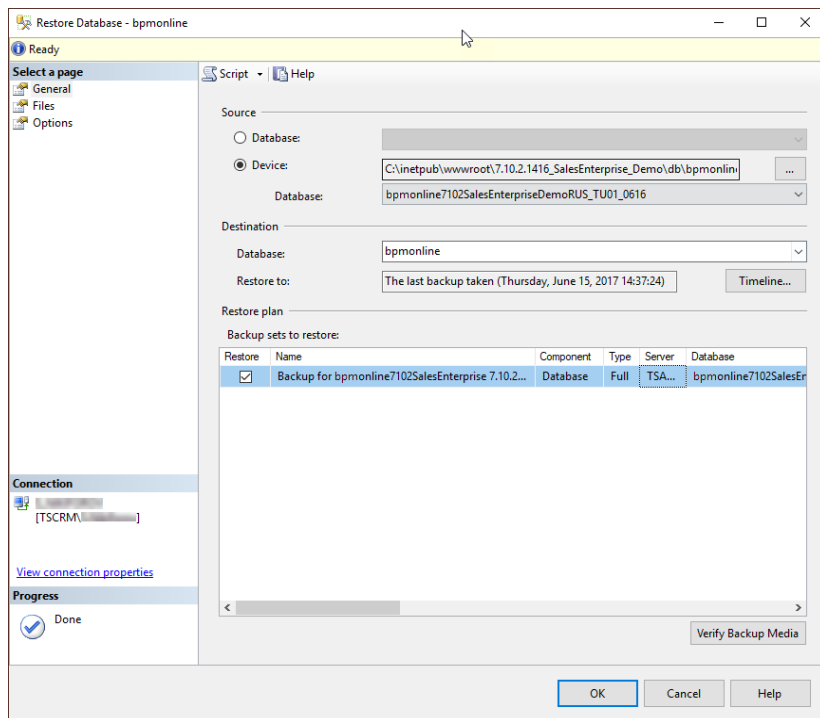 Restore Database - bpmonline
Ready
Select a page
General
Files
Options
Script
Help
Source
Database:
Device:
C:\inetpub\wwwroot\7.10.2.1416_SalesEnterprise_Demo\db\bpmonlin
...
Database:
bpmonline7102SalesEnterpriseDemoRUS_TU01_0616
Destination
Database:
bpmonline
Restore to:
The last backup taken (Thursday, June 15, 2017 14:37:24)
Timeline...
Restore plan
Backup sets to restore:
Restore Name Component Type Server Database
Backup for bpmonline7102SalesEnterprise 7.10.2... Database Full TSA... bpmonline7102SalesEr
Connection
[TSCRM\ ]
View connection properties
Progress
Done
Verify Backup Media
OK
Cancel
Help